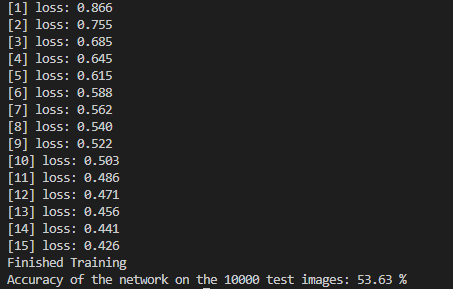 [1] loss: 0.866
[2] loss: 0.755
[3] loss: 0.685
[4] loss: 0.645
[5] loss: 0.615
[6] loss: 0.588
[7] loss: 0.562
[8] loss: 0.540
[9] loss: 0.522
[10] loss: 0.503
[11] loss: 0.486
[12] loss: 0.471
[13] loss: 0.456
[14] loss: 0.441
[15] loss: 0.426
Finished Training
Accuracy of the network on the 10000 test images: 53.63 %